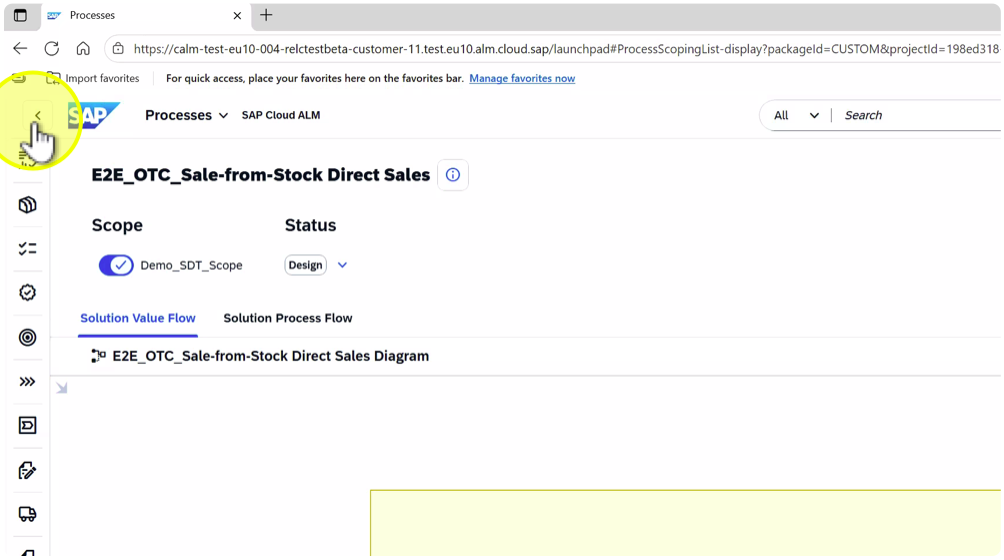 Processes
https://calm-test-eu10-004-relctestbeta-customer-11.test.eu10.alm.cloud.sap/launchpad#ProcessScopingList-display?packageId=CUSTOM&projectId=198ed318-
Import favorites For quick access, place your favorites here on the favorites bar. Manage favorites now
SAP Processes SAP Cloud ALM All Search
E2E_OTC_Sale-from-Stock Direct Sales
Scope Status
Demo_SDT_Scope Design
Solution Value Flow Solution Process Flow
E2E_OTC_Sale-from-Stock Direct Sales Diagram